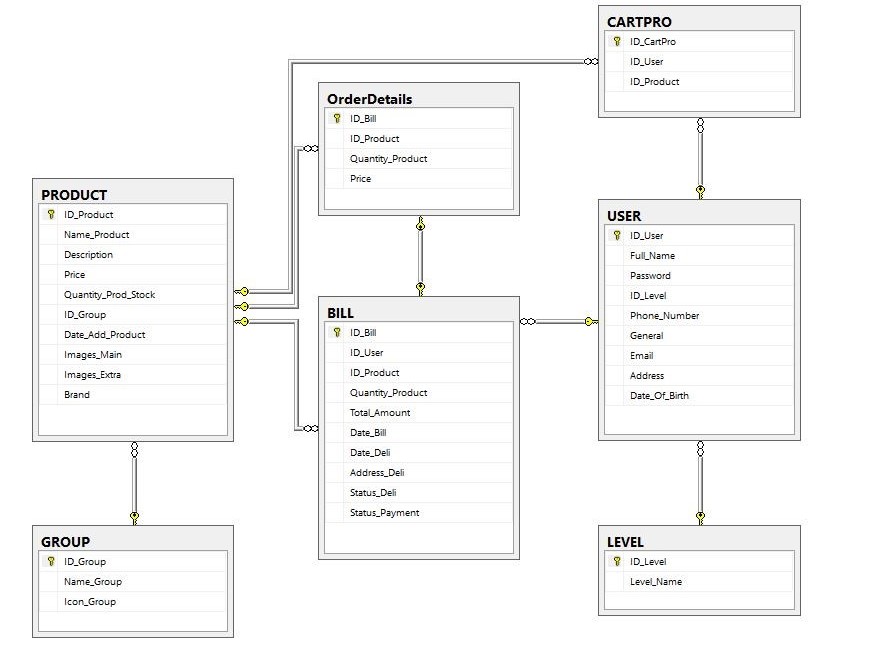 CARTPRO
ID_CartPro
ID_User
ID_Product
OrderDetails
ID_Bill
ID_Product
Quantity_Product
Price
PRODUCT
ID_Product
Name_Product
Description
Price
Quantity_Prod_Stock
ID_Group
Date_Add_Product
Images_Main
Images_Extra
Brand
USER
ID_User
Full_Name
Password
ID_Level
Phone_Number
General
Email
Address
Date_Of_Birth
BILL
ID_Bill
ID_User
ID_Product
Quantity_Product
Total_Amount
Date_Bill
Date_Deli
Address_Deli
Status_Deli
Status_Payment
GROUP
ID_Group
Name_Group
Icon_Group
LEVEL
ID_Level
Level_Name